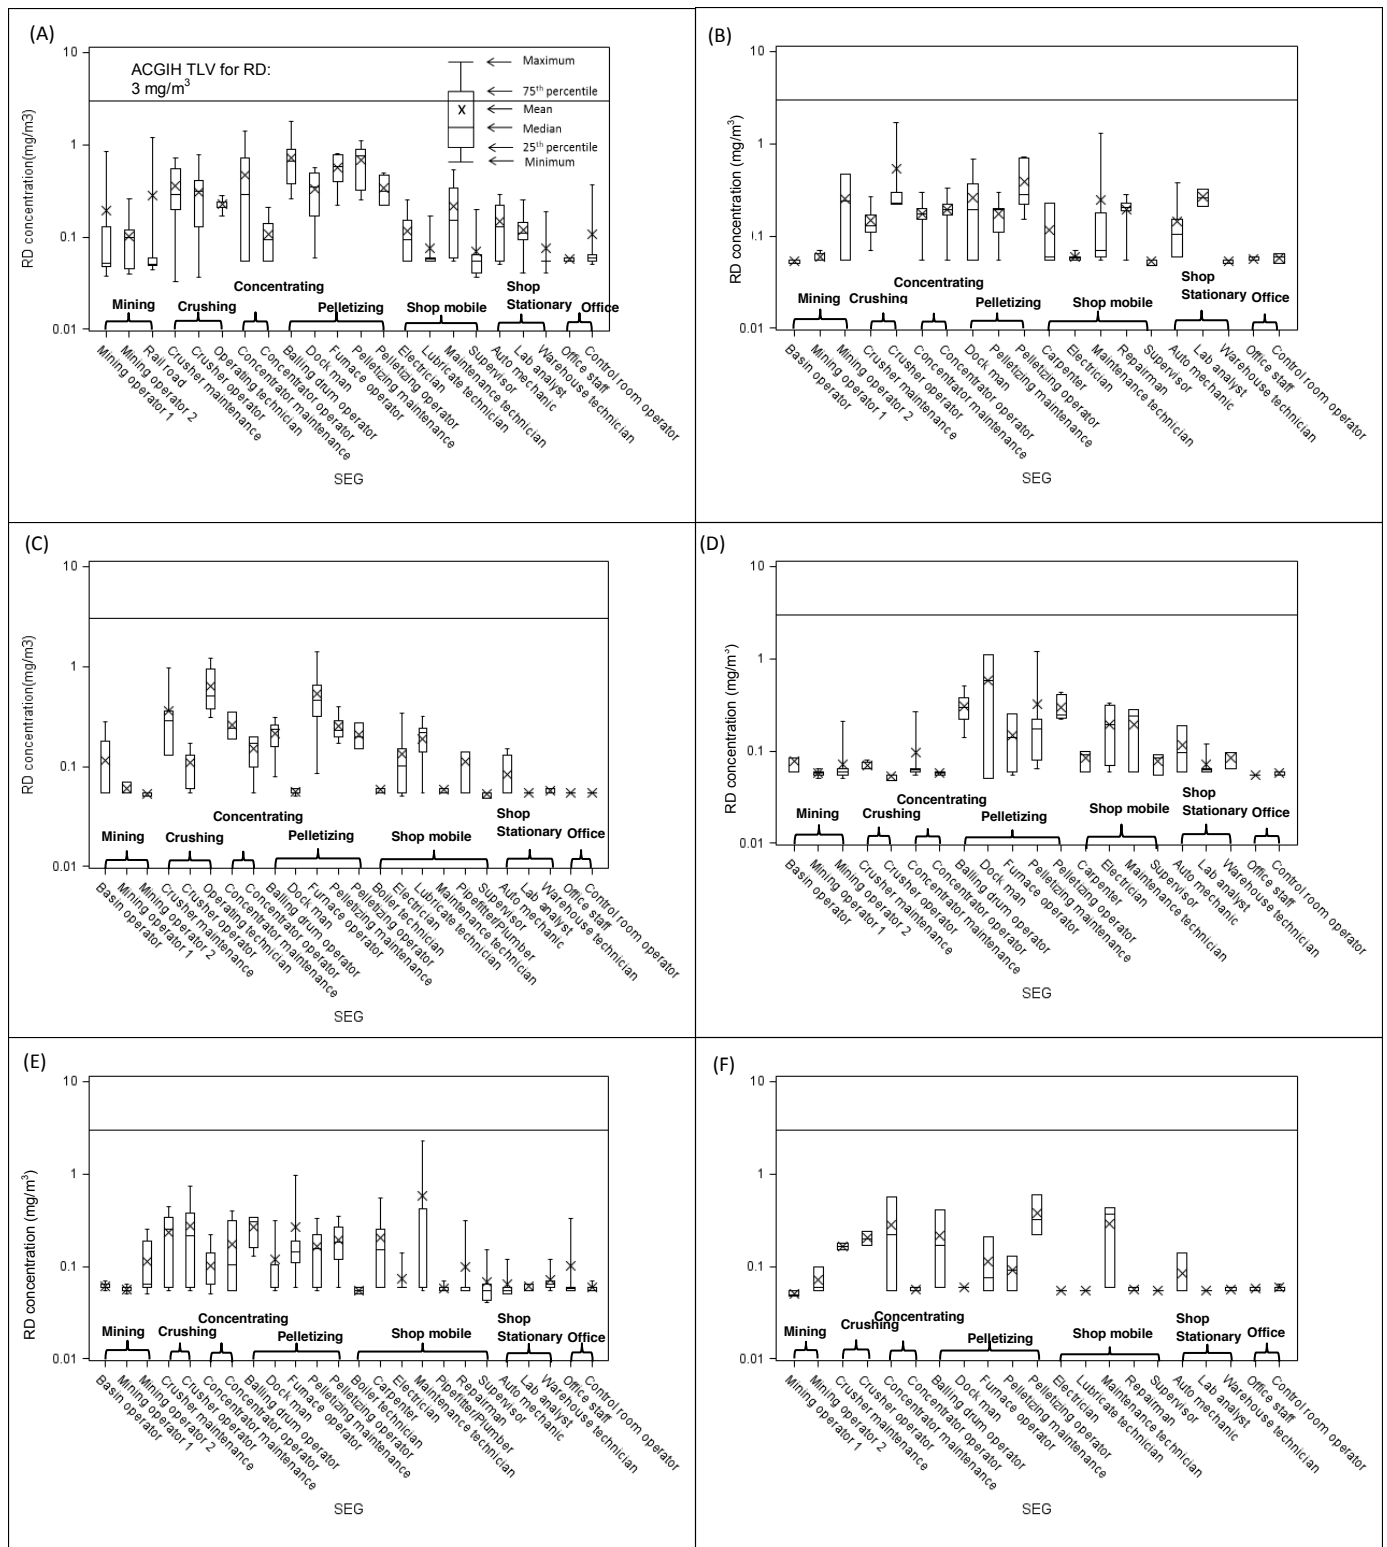 (A)
10
1
0.1
0.01
RD concentration(mg/m3)
ACGIH TLV for RD:
3 mg/m3
Maximum
75th percentile
Mean
Median
25th percentile
Minimum
Concentrating
Shop
Stationary
Mining
Crushing
Pelletizing
Shop mobile
Office
Mining operator 1
Mining operator 2
Rail road
Crusher maintenance
Crusher operator
Operating technician
Concentrator maintenance
Concentrator operator
Balling drum operator
Dock man
Furnace operator
Pelletizing maintenance
Pelletizing operator
Electrician
Lubricate technician
Maintenance technician
Supervisor
Auto mechanic
Lab analyst
Warehouse technician
Office staff
Control room operator
SEG
(B)
10
1
0.1
0.01
RD concentration (mg/m3)
Concentrating
Shop
Stationary
Mining
Crushing
Pelletizing
Shop mobile
Office
Basin operator
Mining operator 1
Mining operator 2
Crusher maintenance
Crusher operator
Concentrator maintenance
Concentrator operator
Dock man
Pelletizing maintenance
Pelletizing operator
Carpenter
Electrician
Maintenance technician
Repairman
Supervisor
Auto mechanic
Lab analyst
Warehouse technician
Office staff
Control room operator
SEG
(C)
10
1
0.1
0.01
RD concentration(mg/m3)
Concentrating
Shop
Stationary
Mining
Crushing
Pelletizing
Shop mobile
Office
Basin operator
Mining operator 1
Mining operator 2
Crusher maintenance
Crusher operator
Operating technician
Concentrator maintenance
Concentrator operator
Balling drum operator
Dock man
Furnace operator
Pelletizing maintenance
Pelletizing operator
Boiler technician
Electrician
Lubricate technician
Maintenance technician
Pipefitter/Plumber
Supervisor
Auto mechanic
Lab analyst
Warehouse technician
Office staff
Control room operator
SEG
(D)
10
1
0.1
0.01
RD concentration (mg/m3)
Concentrating
Shop
Stationary
Mining
Crushing
Pelletizing
Shop mobile
Office
Basin operator
Mining operator 1
Mining operator 2
Crusher maintenance
Crusher operator
Concentrator maintenance
Concentrator operator
Balling drum operator
Dock man
Furnace operator
Pelletizing maintenance
Pelletizing operator
Carpenter
Electrician
Maintenance technician
Supervisor
Auto mechanic
Lab analyst
Warehouse technician
Office staff
Control room operator
SEG
(E)
10
1
0.1
0.01
RD concentration (mg/m3)
Concentrating
Shop
Stationary
Mining
Crushing
Pelletizing
Shop mobile
Office
Basin operator
Mining operator 1
Mining operator 2
Crusher maintenance
Crusher operator
Concentrator maintenance
Concentrator operator
Balling drum operator
Dock man
Furnace operator
Pelletizing maintenance
Pelletizing operator
Boiler technician
Carpenter
Electrician
Maintenance technician
Pipefitter/Plumber
Repairman
Supervisor
Auto mechanic
Lab analyst
Warehouse technician
Office staff
Control room operator
SEG
(F)
10
1
0.1
0.01
RD concentration (mg/m3)
Concentrating
Shop
Stationary
Mining
Crushing
Pelletizing
Shop mobile
Office
Mining operator 1
Mining operator 2
Crusher maintenance
Crusher operator
Concentrator maintenance
Concentrator operator
Balling drum operator
Dock man
Furnace operator
Pelletizing maintenance
Pelletizing operator
Electrician
Lubricate technician
Maintenance technician
Repairman
Supervisor
Auto mechanic
Lab analyst
Warehouse technician
Office staff
Control room operator
SEG